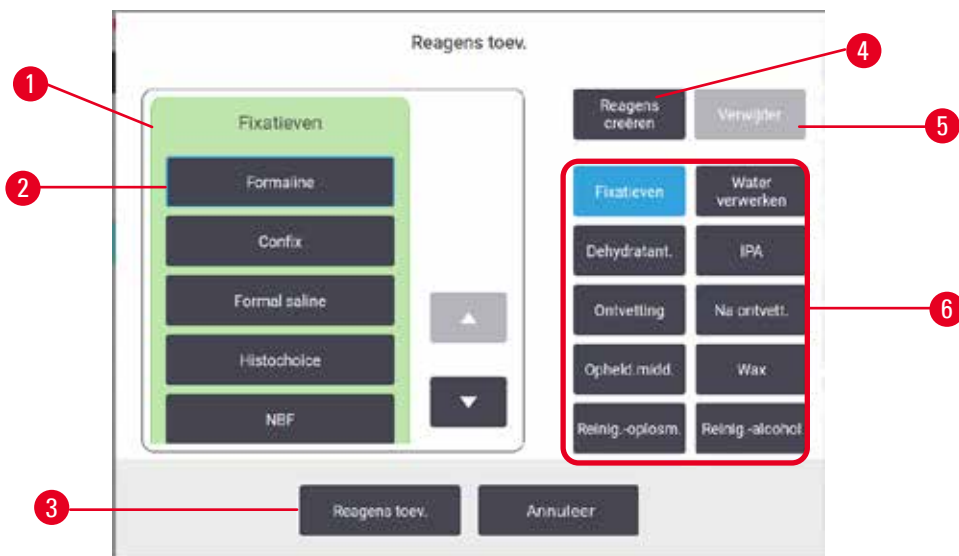 Reagens toev.
4
1
Reagens
creëren
Verwijder
5
Fixatieven
2
Formaline
Fixatieven
Water
verwerken
Confix
Dehydratant.
IPA
Formal saline
Ontvetting
Na ontvett.
6
Histochoice
Opheld.midd.
Wax
NBF
Reinig.-oplosm.
Reinig.-alcohol
3
Reagens toev.
Annuleer